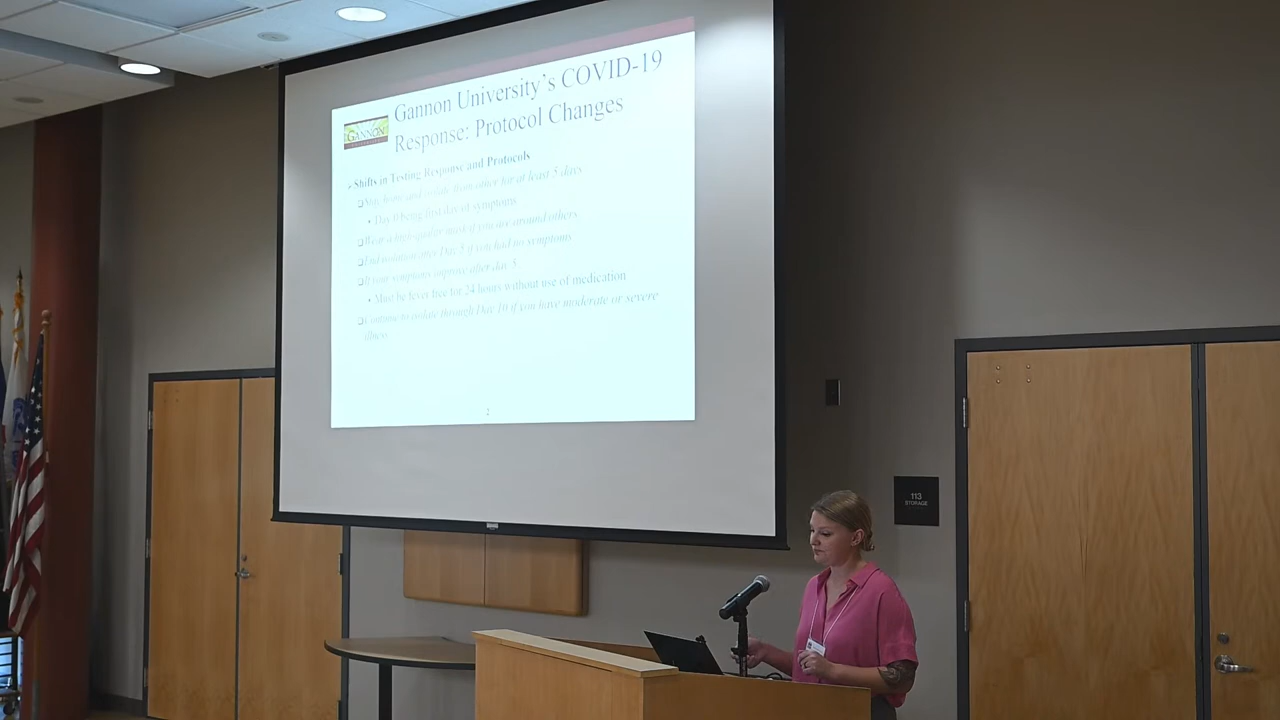 Gannon University's COVID-19
Response: Protocol Changes
GANNON
UNIVERSITY
Shifts in Testing Response and Protocols
Stay home and isolate from other for at least 5 days
Day 0 being first day of symptoms
Wear a high-quality mask if you are around others
End isolation after Day 5 if you had no symptoms
If your symptoms improve after day 5
Must be fever free for 24 hours without use of medication
Continue to isolate through Day 10 if you have moderate or severe
illness
2
113
STORAGE